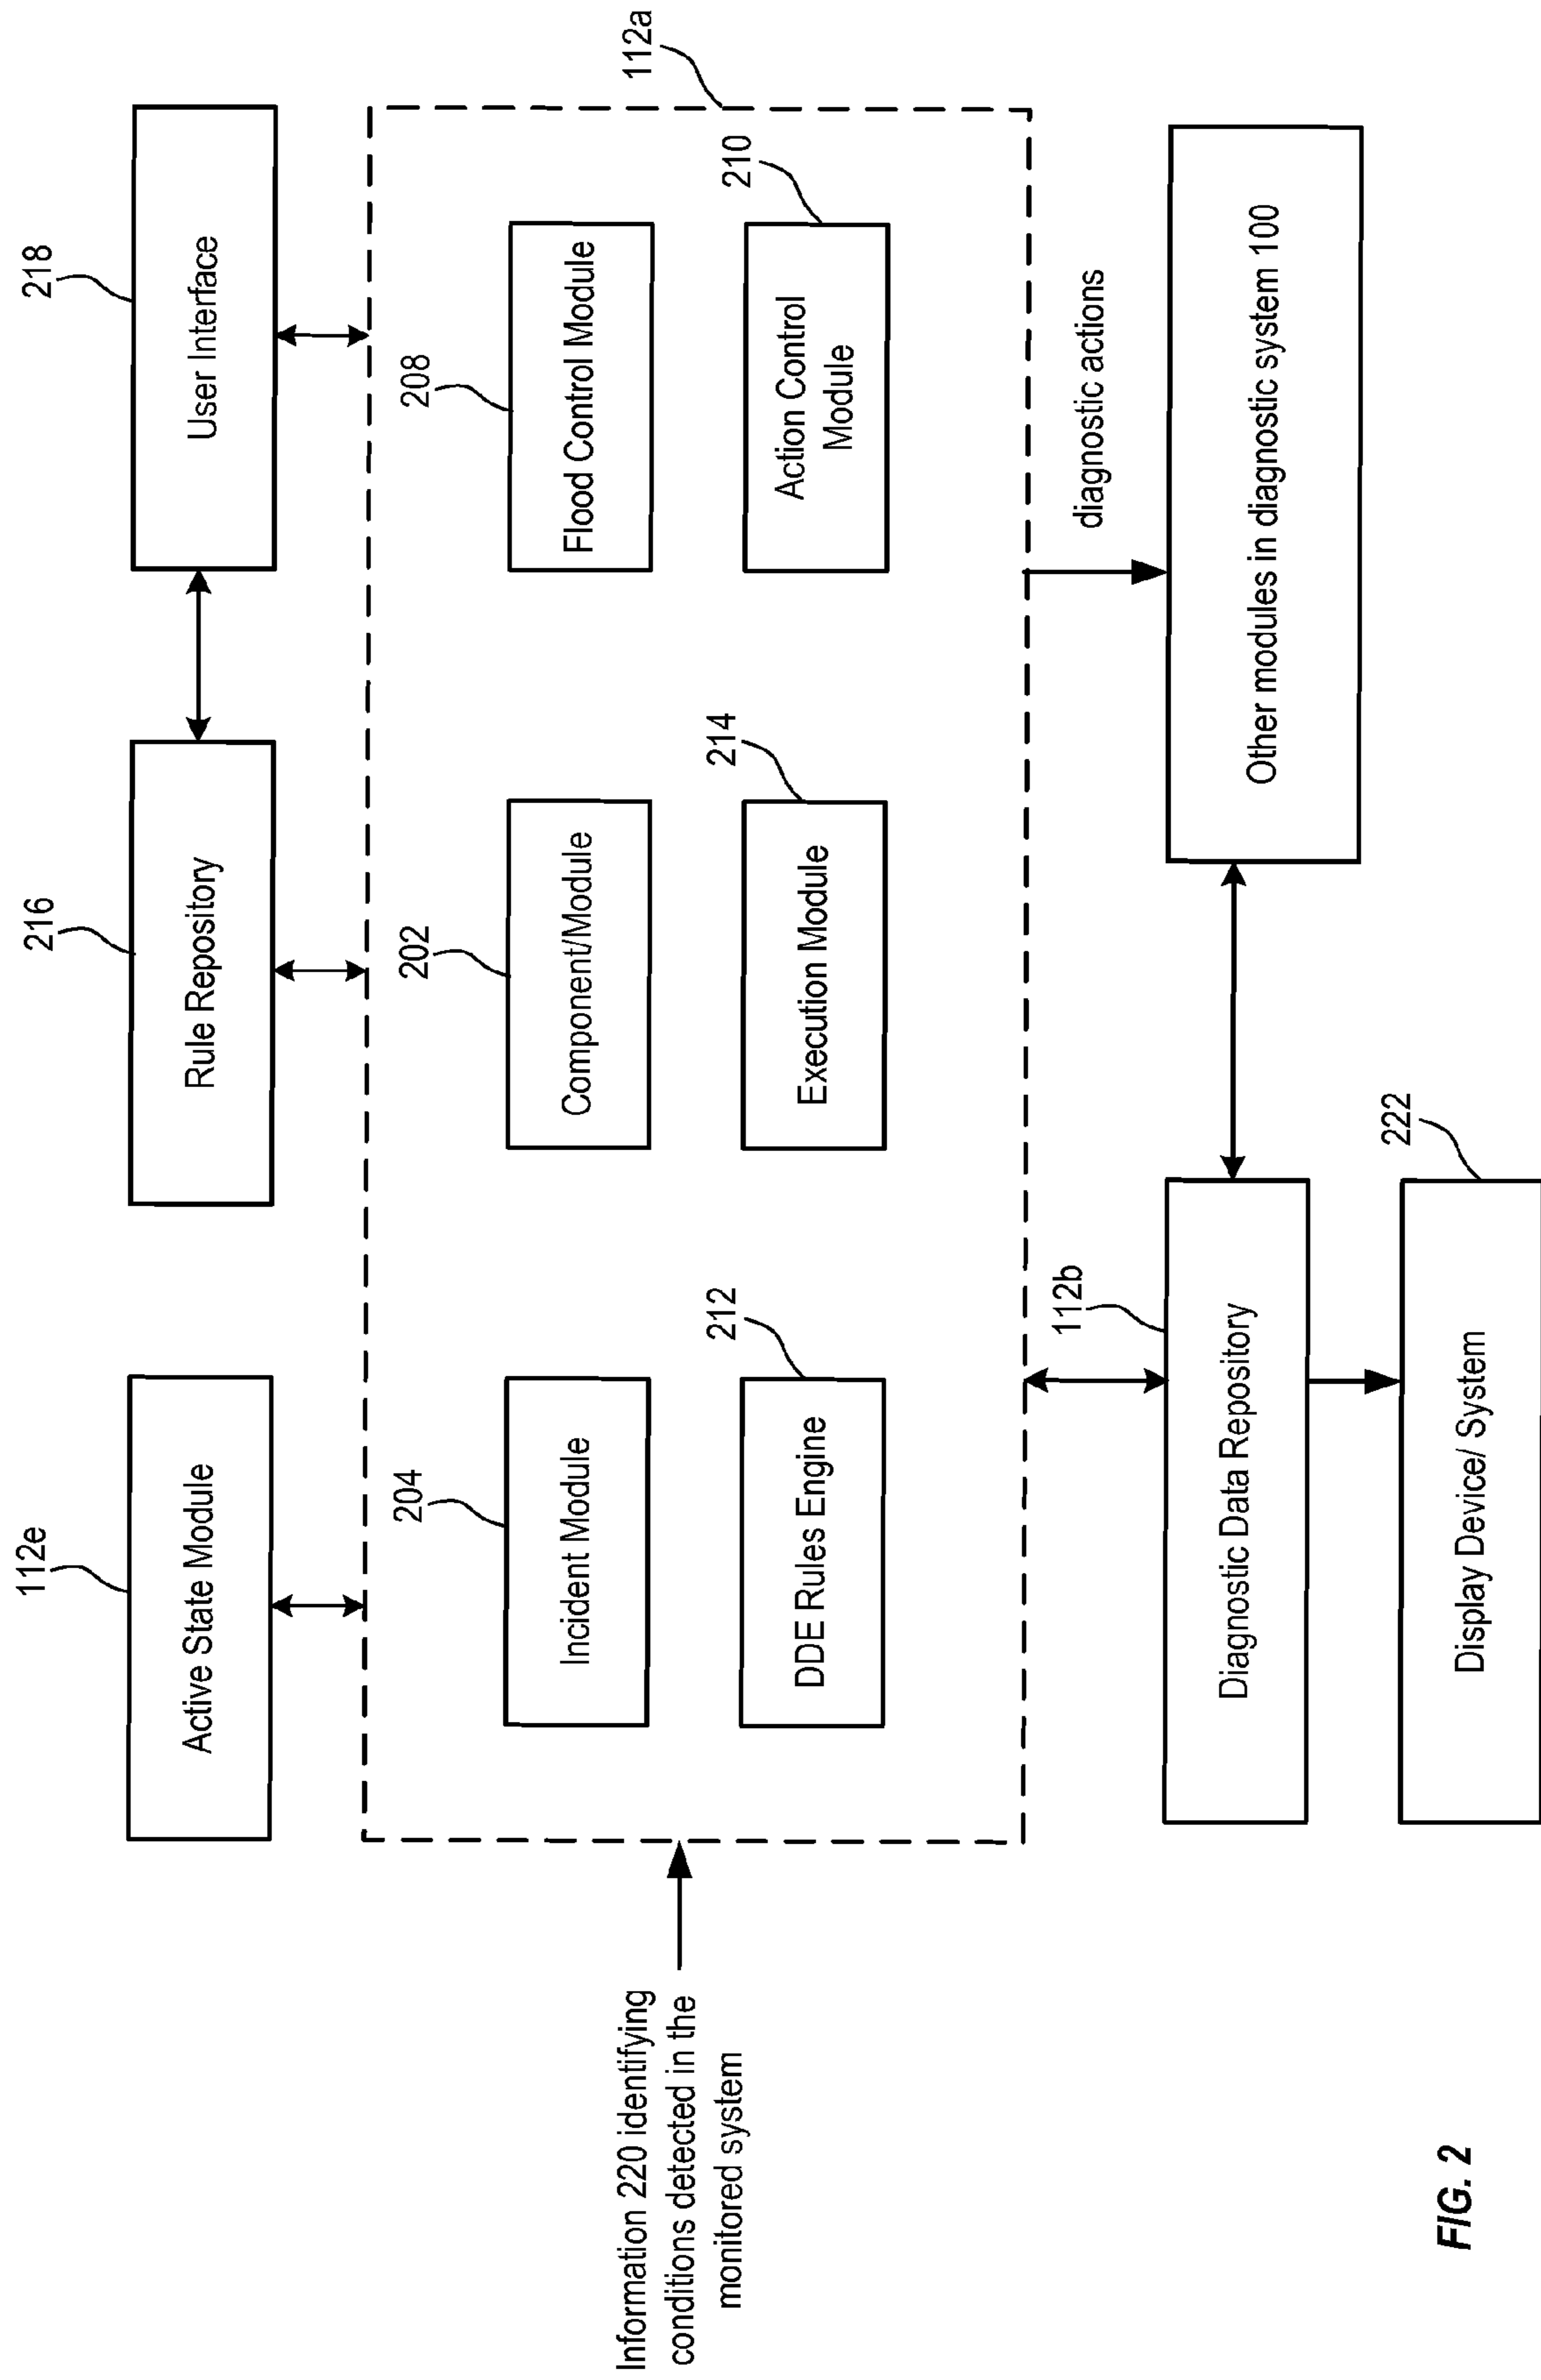 112e
Active State Module
216
Rule Repository
218
User Interface
112a
204
Incident Module
202
Component/Module
208
Flood Control Module
212
DDE Rules Engine
214
Execution Module
210
Action Control
Module
Information 220 identifying
conditions detected in the
monitored system
112b
Diagnostic Data Repository
diagnostic actions
Other modules in diagnostic system 100
222
Display Device/ System
FIG. 2